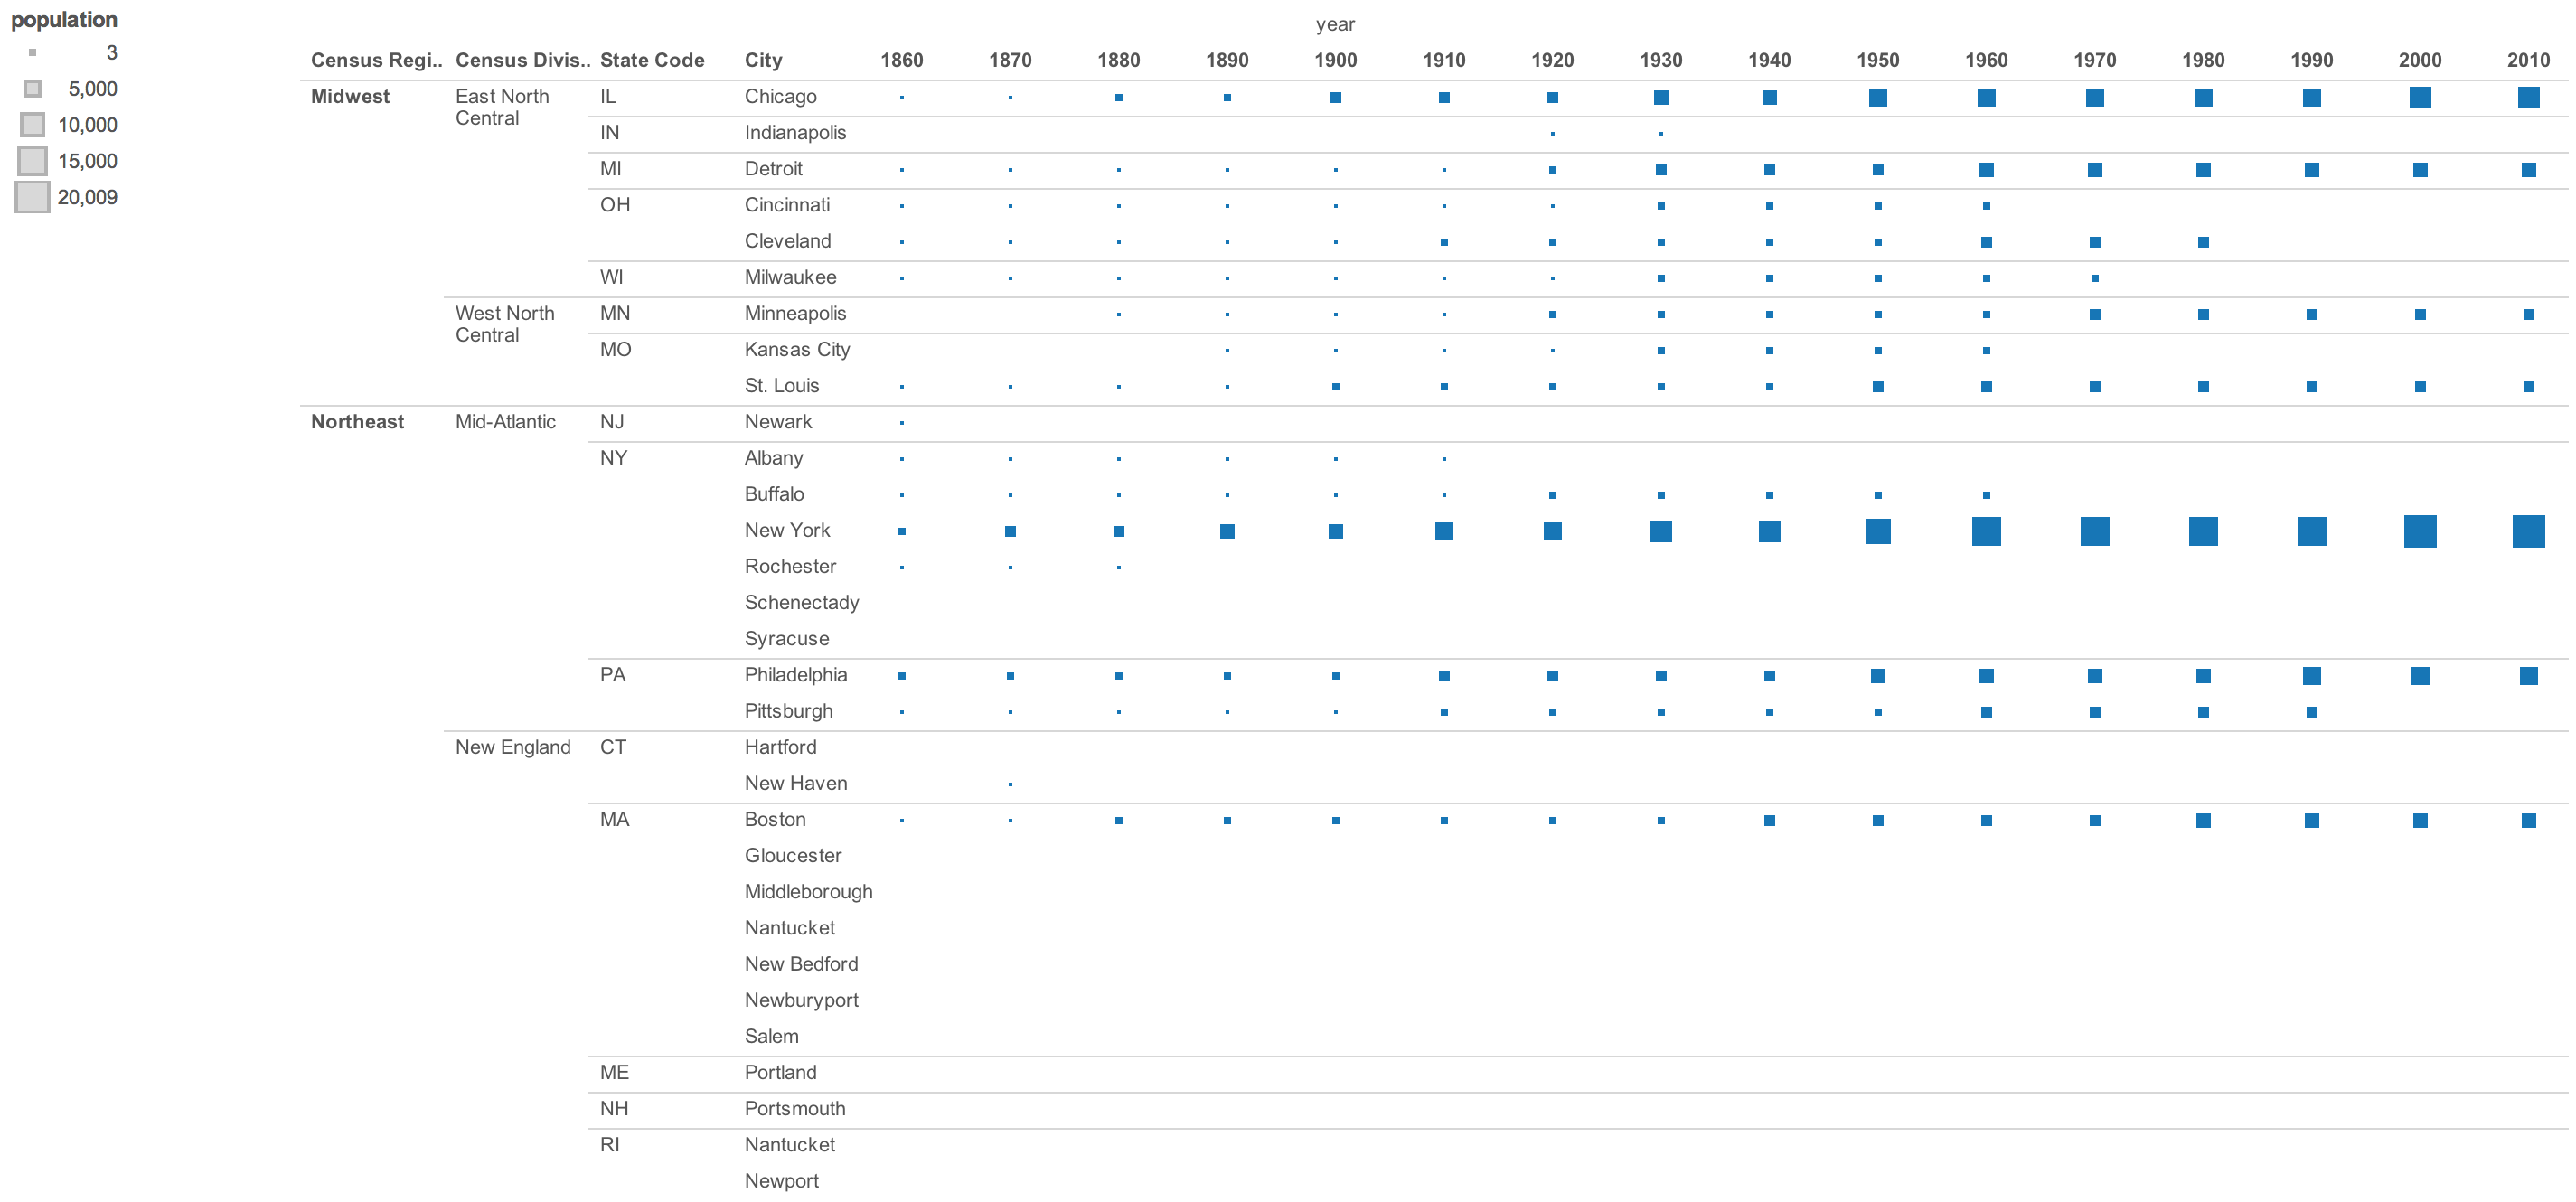 population
3
5,000
10,000
15,000
20,009
year
Census Regi.. Census Divis.. State Code City 1860 1870 1880 1890 1900 1910 1920 1930 1940 1950 1960 1970 1980 1990 2000 2010
Midwest East North Central IL Chicago
IN Indianapolis
MI Detroit
OH Cincinnati
Cleveland
WI Milwaukee
West North Central MN Minneapolis
MO Kansas City
St. Louis
Northeast Mid-Atlantic NJ Newark
NY Albany
Buffalo
New York
Rochester
Schenectady
Syracuse
PA Philadelphia
Pittsburgh
New England CT Hartford
New Haven
MA Boston
Gloucester
Middleborough
Nantucket
New Bedford
Newburyport
Salem
ME Portland
NH Portsmouth
RI Nantucket
Newport